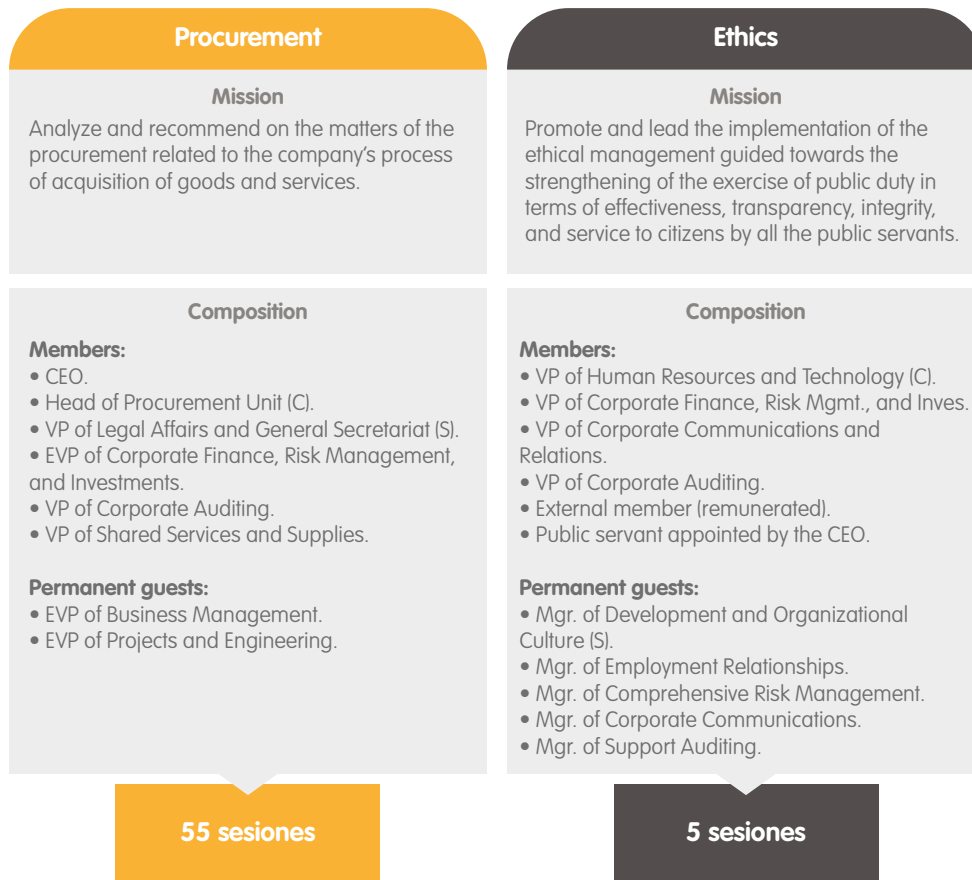 Procurement
Mission
Analyze and recommend on the matters of the
procurement related to the company's process
of acquisition of goods and services.
Composition
Members:
• CEO.
• Head of Procurement Unit (C).
• VP of Legal Affairs and General Secretariat (S).
• EVP of Corporate Finance, Risk Management,
and Investments.
• VP of Corporate Auditing.
• VP of Shared Services and Supplies.
Permanent guests:
• EVP of Business Management.
• EVP of Projects and Engineering.
55 sesiones
Ethics
Mission
Promote and lead the implementation of the
ethical management guided towards the
strengthening of the exercise of public duty in
terms of effectiveness, transparency, integrity,
and service to citizens by all the public servants.
Composition
Members:
• VP of Human Resources and Technology (C).
• VP of Corporate Finance, Risk Mgmt., and Inves.
• VP of Corporate Communications and
Relations.
• VP of Corporate Auditing.
• External member (remunerated).
• Public servant appointed by the CEO.
Permanent guests:
• Mgr. of Development and Organizational
Culture (S).
• Mgr. of Employment Relationships.
• Mgr. of Comprehensive Risk Management.
• Mgr. of Corporate Communications.
• Mgr. of Support Auditing.
5 sesiones